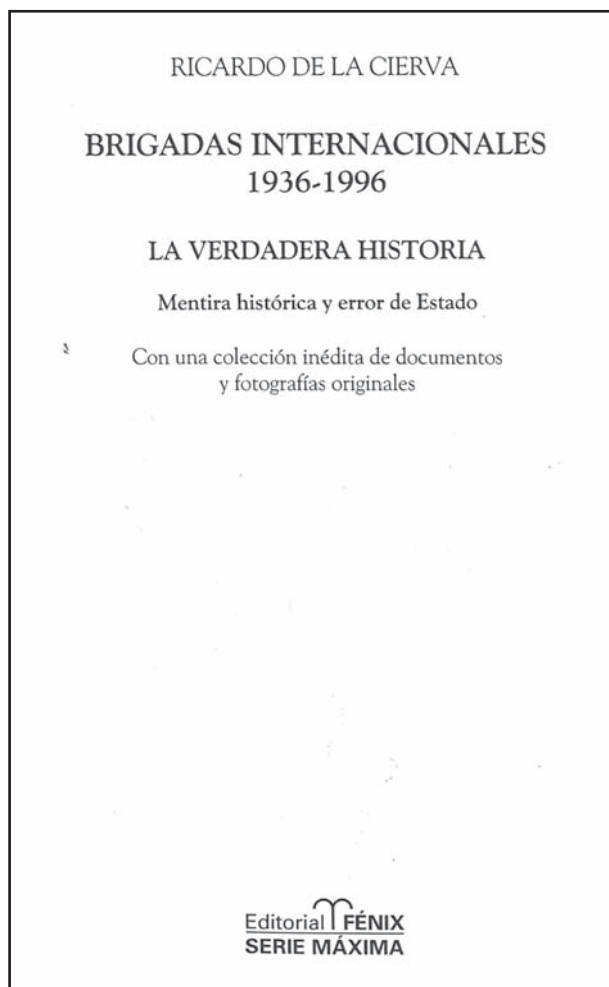 RICARDO DE LA CIERVA
BRIGADAS INTERNACIONALES
1936-1996
LA VERDADERA HISTORIA
Mentira histórica y error de Estado
Con una colección inédita de documentos
y fotografías originales
Editorial FÉNIX
SERIE MÁXIMA